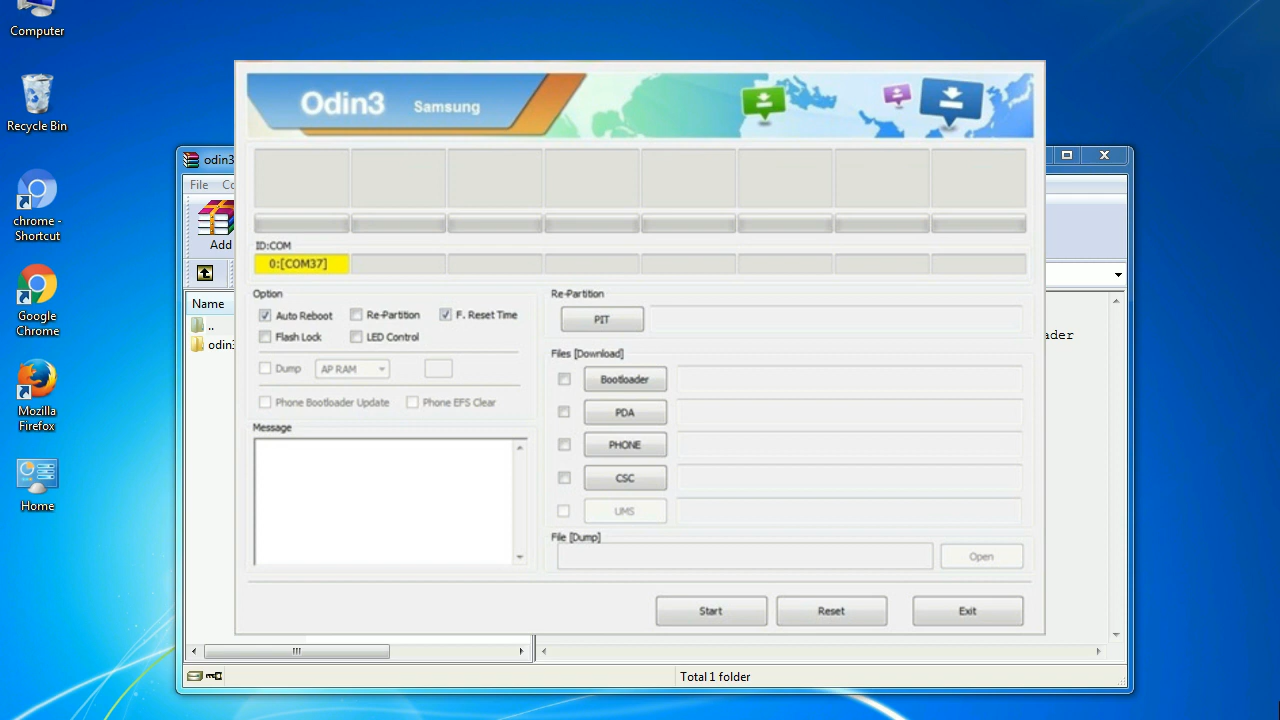 Computer
Recycle Bin
chrome -
Shortcut
Google
Chrome
Mozilla
Firefox
Home
odin3
File Co
Add
Name
..
odin3
ader
Total 1 folder
Odin3 Samsung
ID:COM
0:[COM37]
Option
Auto Reboot Re-Partition F. Reset Time
Flash Lock LED Control
Dump AP RAM
Phone Bootloader Update Phone EFS Clear
Message
Re-Partition
PIT
Files [Download]
Bootloader
PDA
PHONE
CSC
UMS
File [Dump]
Open
Start Reset Exit